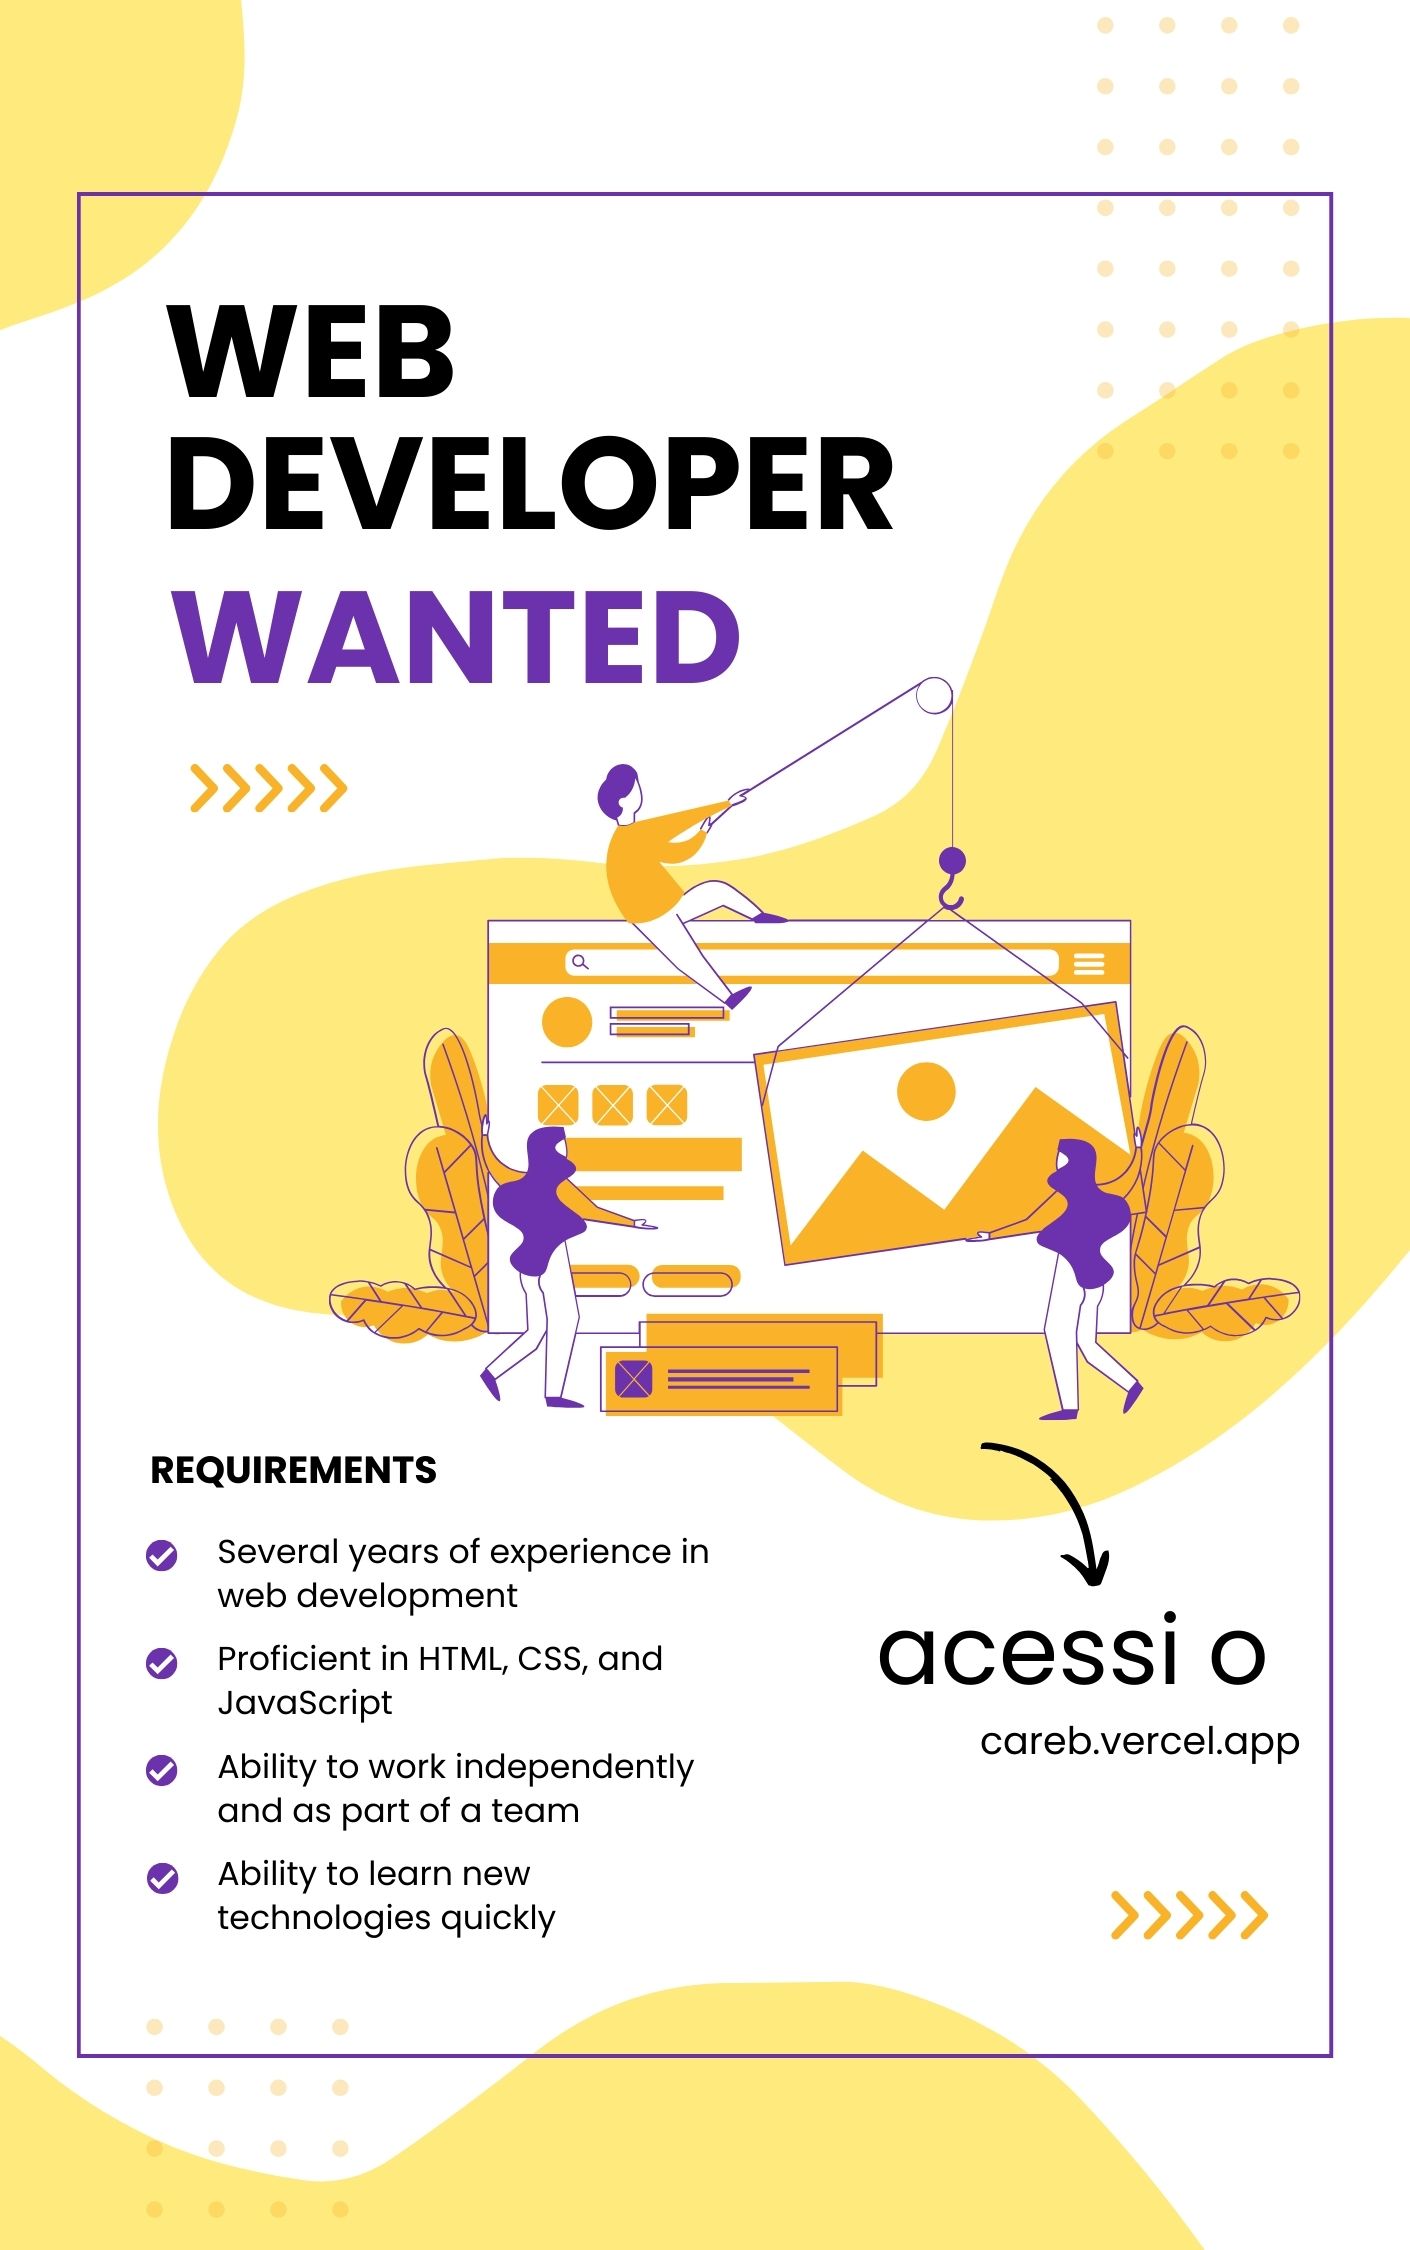 WEB
DEVELOPER
WANTED
REQUIREMENTS
Several years of experience in
web development
Proficient in HTML, CSS, and
JavaScript
Ability to work independently
and as part of a team
Ability to learn new
technologies quickly
acessi o
careb.vercel.app